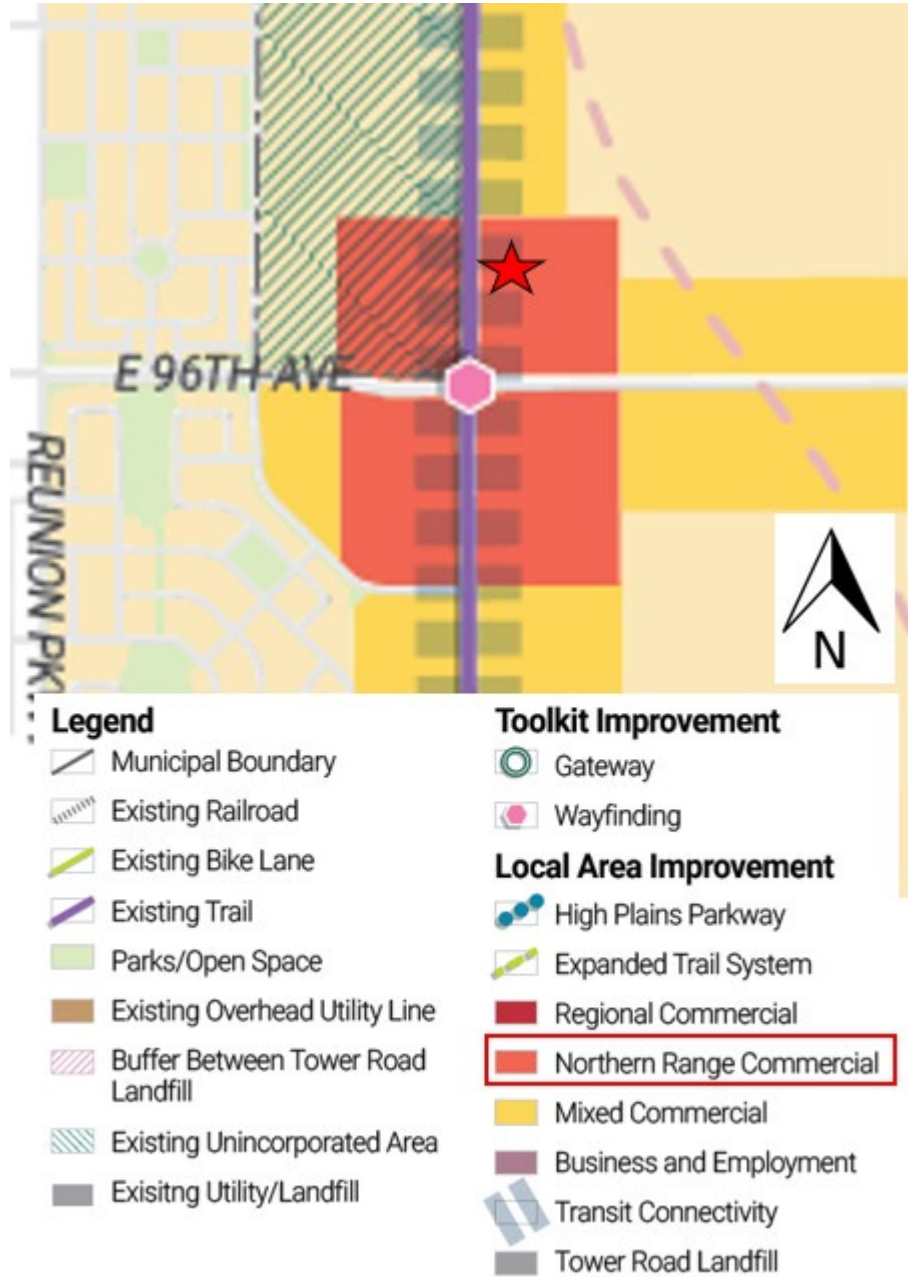 E 96TH AVE
REUNION PK
N
Legend
Municipal Boundary
Existing Railroad
Existing Bike Lane
Existing Trail
Parks/Open Space
Existing Overhead Utility Line
Buffer Between Tower Road
Landfill
Existing Unincorporated Area
Exisitng Utility/Landfill
Toolkit Improvement
Gateway
Wayfinding
Local Area Improvement
High Plains Parkway
Expanded Trail System
Regional Commercial
Northern Range Commercial
Mixed Commercial
Business and Employment
Transit Connectivity
Tower Road Landfill